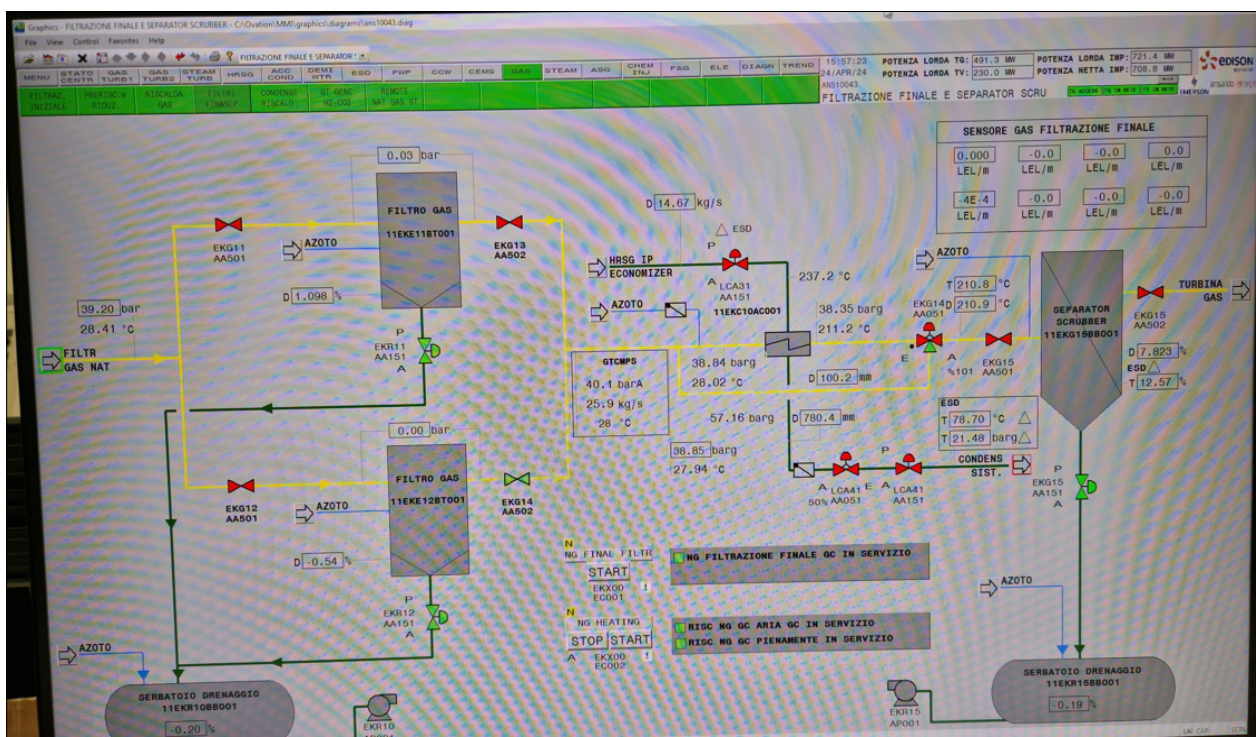 Graphics - FILTRAZIONE FINALE E SEPARATOR SCRUBBER - C:\Ovation\MMI\graphics\diagrams\ans10043.diag
File View Control Favorites Help
FILTRAZIONE FINALE E SEPARATOR
MENU
STATO CENTR
GAS TURB1
GAS TURB2
STEAM TURB
HRSG
ACC COND
DEMI WTR
ESD
FWP
CCW
CEMS
GAS
STEAM
ASG
CHEM INJ
F&G
ELE
DIAGN
TREND
FILTRAZ. INIZIALE
PRERISC.e RIDUZ.
RISCALDA GAS
FILTRI FINASEP
CONDENSE RISCALD
GT GENE H2-CO2
REMOTE NAT GAS ST
15:57:23
24/APR/24
ANS10043
POTENZA LORDA TG: 491.3 MW
POTENZA LORDA TV: 230.0 MW
POTENZA LORDA IMP: 721.4 MW
POTENZA NETTA IMP: 708.8 MW
FILTRAZIONE FINALE E SEPARATOR SCRU
EDISON
EMERSON
SENSORE GAS FILTRAZIONE FINALE
0.000 LEL/m
-0.0 LEL/m
-0.0 LEL/m
0.0 LEL/m
-4E-4 LEL/m
-0.0 LEL/m
-0.0 LEL/m
-0.0 LEL/m
0.03 bar
FILTRO GAS
11EKE11BT001
EKG11
AA501
AZOTO
EKG13
AA502
D 1.098 %
39.20 bar
28.41 °C
FILTR
GAS NAT
P
EKR11
AA151
A
0.00 bar
FILTRO GAS
11EKE12BT001
EKG12
AA501
AZOTO
EKG14
AA502
D -0.54 %
P
EKR12
AA151
A
AZOTO
SERBATOIO DRENAGGIO
11EKR10BB001
-0.20 %
EKR10
D 14.67 kg/s
ESD
P
HRSG IP
ECONOMIZER
A LCA31
AA151
237.2 °C
AZOTO
11EKC10AC001
38.35 barg
211.2 °C
GTCMPS
40.1 barA
25.9 kg/s
28 °C
38.84 barg
28.02 °C
D 100.2 mm
57.16 barg
D 780.4 mm
38.85 barg
27.94 °C
AZOTO
T 210.8 °C
D 210.9 °C
EKG14
AA051
E
A
%101
EKG15
AA501
SEPARATOR
SCRUBBER
11EKG15BB001
TURBINA
GAS
EKG15
AA502
D 7.823 %
ESD
T 12.57 %
ESD
T 78.70 °C
T 21.48 barg
P
A LCA41 E
50% AA051
A LCA41
AA151
CONDENS
SIST.
P
EKG15
AA151
A
N
NG FINAL FILTR
START
EKX00 !
EC001
NG FILTRAZIONE FINALE GC IN SERVIZIO
N
NG HEATING
STOP START
A EKX00 !
EC002
RISC NG GC ARIA GC IN SERVIZIO
RISC NG GC PIENAMENTE IN SERVIZIO
AZOTO
SERBATOIO DRENAGGIO
11EKR15BB001
-0.19 %
EKR15
AP001